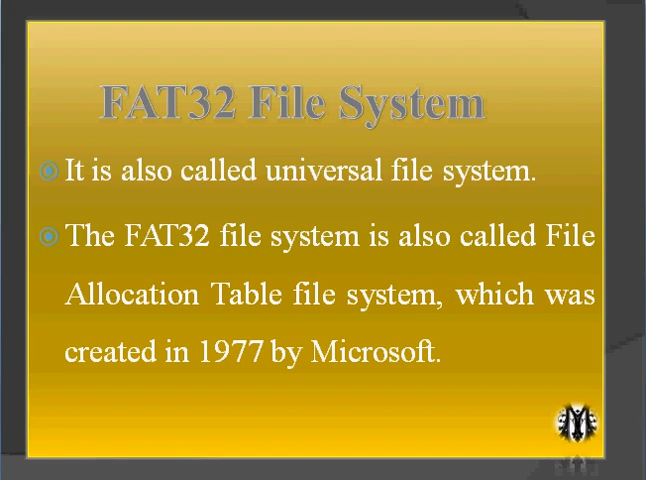 FAT32 File System
It is also called universal file system.
The FAT32 file system is also called File
Allocation Table file system, which was
created in 1977 by Microsoft.